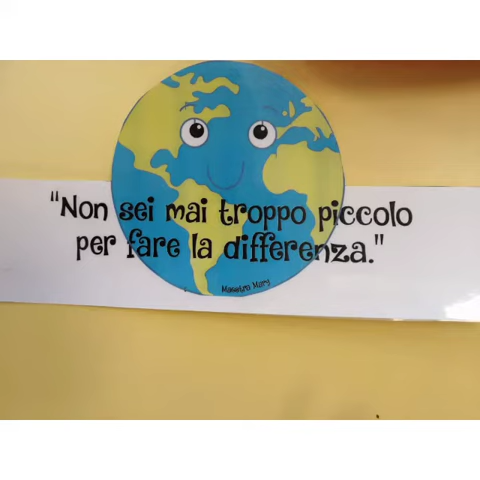 "Non sei mai troppo piccolo
per fare la differenza."
Maestra Mary